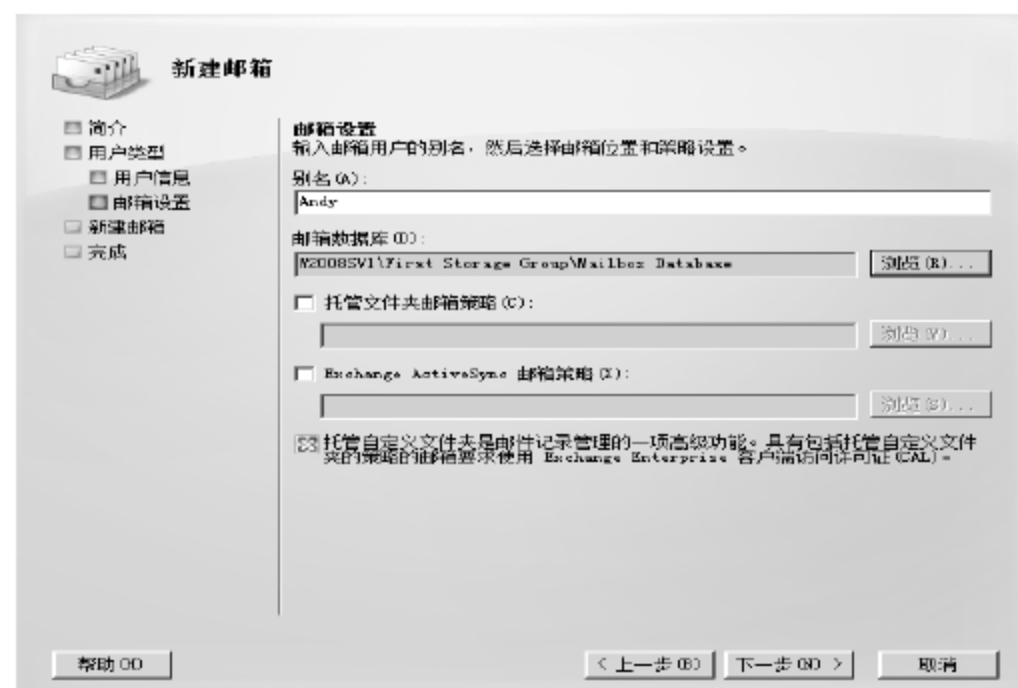 新建邮箱
简介
用户类型
用户信息
邮箱设置
新建邮箱
完成
邮箱设置
输入邮箱用户的别名，然后选择邮箱位置和策略设置。
别名(A):
Andy
邮箱数据库(D):
W2008SV1\First Storage Group\Mailbox Database
浏览(R)...
托管文件夹邮箱策略(C):
浏览(W)...
Exchange ActiveSync 邮箱策略(X):
浏览(S)...
托管自定义文件夹是邮件记录管理的一项高级功能。具有包括托管自定义文件
夹的策略的邮箱要求使用 Exchange Enterprise 客户端访问许可证(CAL)。
帮助(H)
< 上一步(B)
下一步(N) >
取消